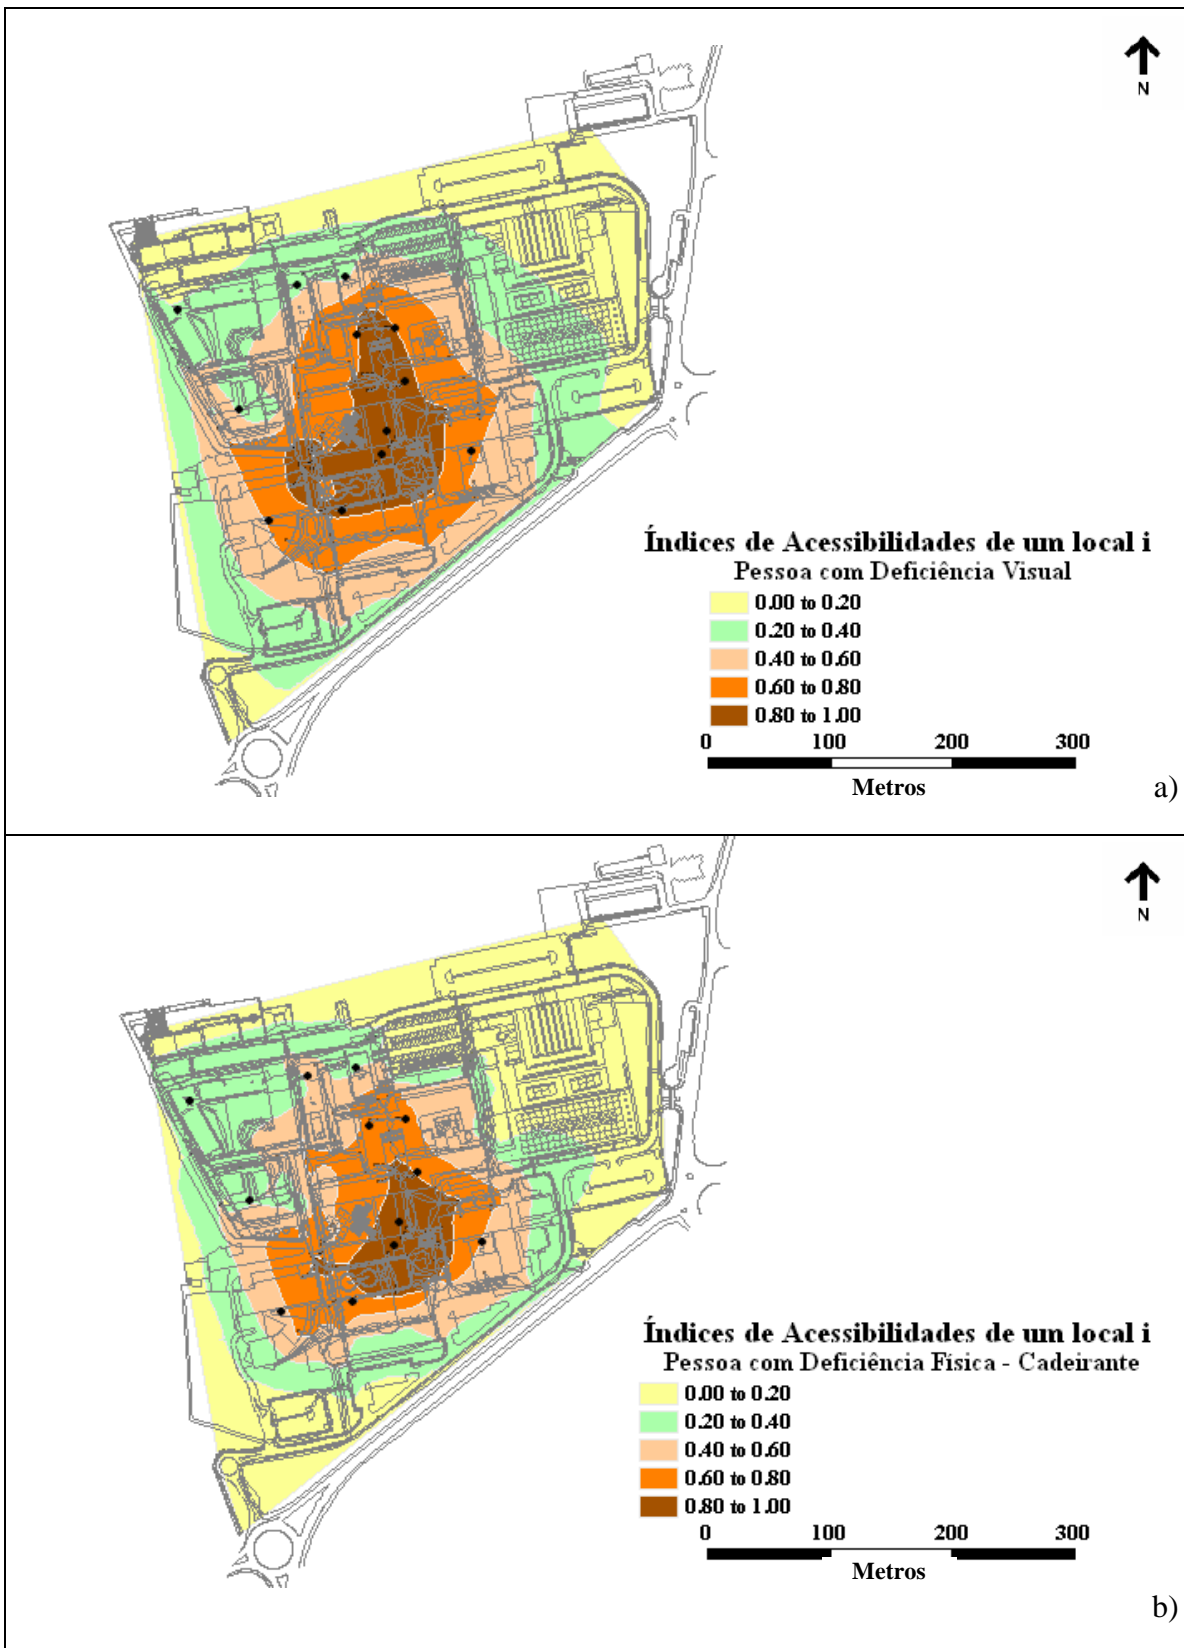 N
Índices de Acessibilidades de um local i
Pessoa com Deficiência Visual
0.00 to 0.20
0.20 to 0.40
0.40 to 0.60
0.60 to 0.80
0.80 to 1.00
0 100 200 300
Metros
a)
N
Índices de Acessibilidades de um local i
Pessoa com Deficiência Física - Cadeirante
0.00 to 0.20
0.20 to 0.40
0.40 to 0.60
0.60 to 0.80
0.80 to 1.00
0 100 200 300
Metros
b)